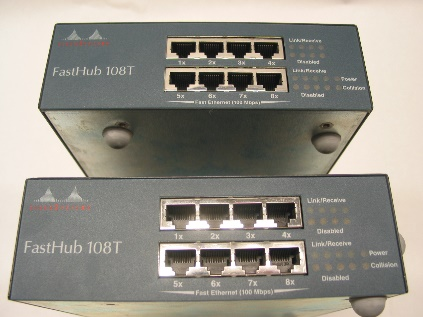 Link/Receive
1x 2x 3x 4x
Disabled
FastHub 108T
Link/Receive
Power
Collision
5x 6x 7x 8x
Disabled
Fast Ethernet (100 Mbps)
Link/Receive
1x 2x 3x 4x
Disabled
FastHub 108T
Link/Receive
Power
Collision
5x 6x 7x 8x
Disabled
Fast Ethernet (100 Mbps)